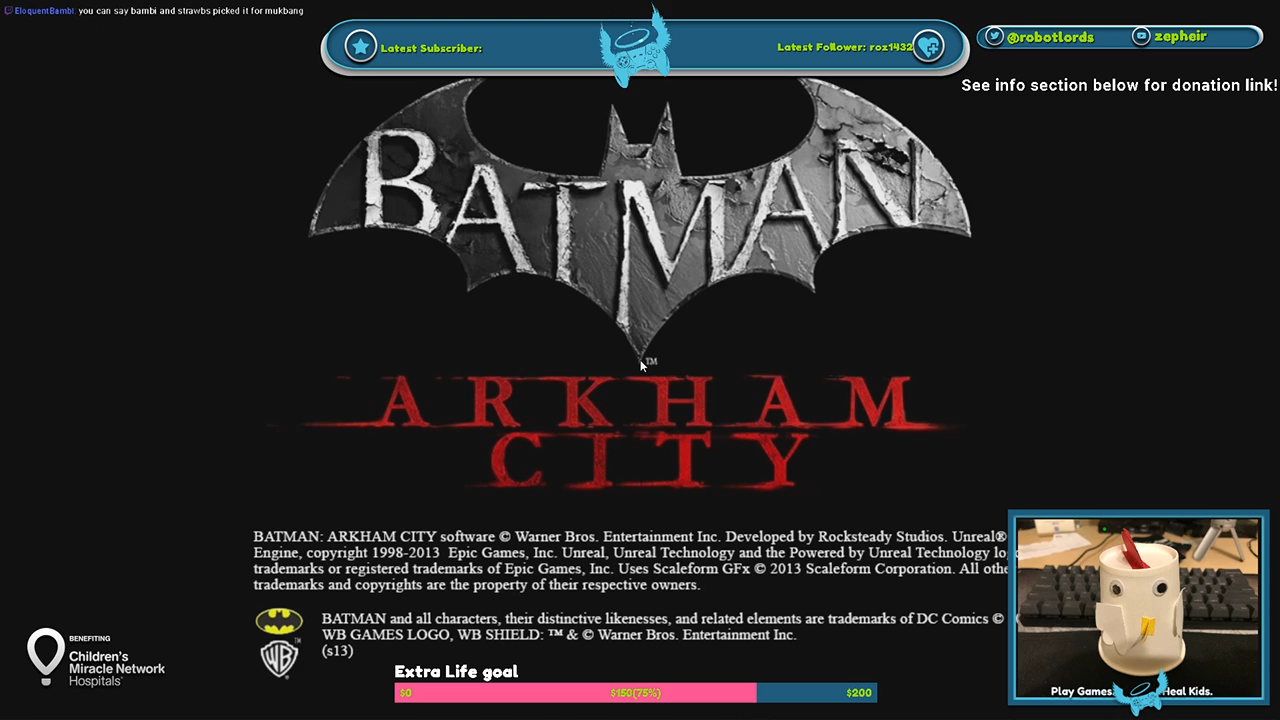 EloquentBambi: you can say bambi and strawbs picked it for mukbang
Latest Subscriber:
Latest Follower: roz1432
@robotlords
zepheir
See info section below for donation link!
BATMAN
TM
ARKHAM
CITY
BATMAN: ARKHAM CITY software © Warner Bros. Entertainment Inc. Developed by Rocksteady Studios. Unreal®
Engine, copyright 1998-2013 Epic Games, Inc. Unreal, Unreal Technology and the Powered by Unreal Technology lo
trademarks or registered trademarks of Epic Games, Inc. Uses Scaleform GFx © 2013 Scaleform Corporation. All othe
trademarks and copyrights are the property of their respective owners.
BATMAN and all characters, their distinctive likenesses, and related elements are trademarks of DC Comics ©
WB GAMES LOGO, WB SHIELD: ™ & © Warner Bros. Entertainment Inc.
(s13)
WB
TM
BENEFITING
Children's
Miracle Network
Hospitals
Extra Life goal
$0 $150(75%) $200
Play Games. Heal Kids.